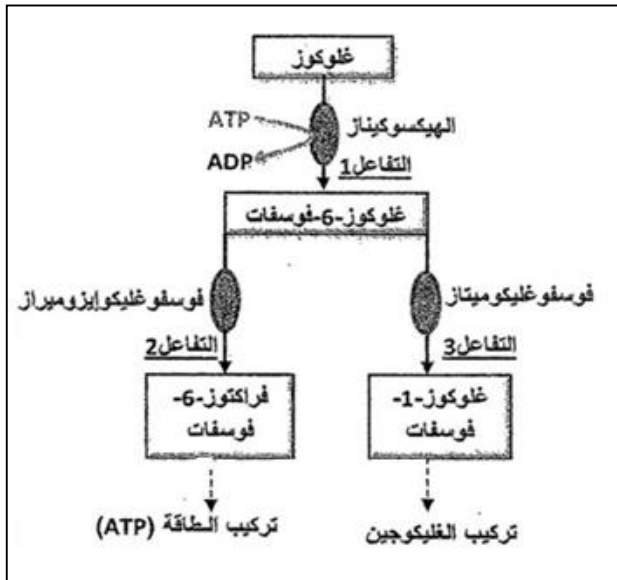 غلوكوز
الهيكسوكيناز
ATP
ADP
التفاعل1
غلوكوز-6-فوسفات
فوسفوغليكوميتاز
فوسفوغليكوإيزوميراز
التفاعل3
التفاعل2
غلوكوز-1-
فوسفات
فراكتوز-6-
فوسفات
تركيب الغليكوجين
تركيب الطاقة (ATP)